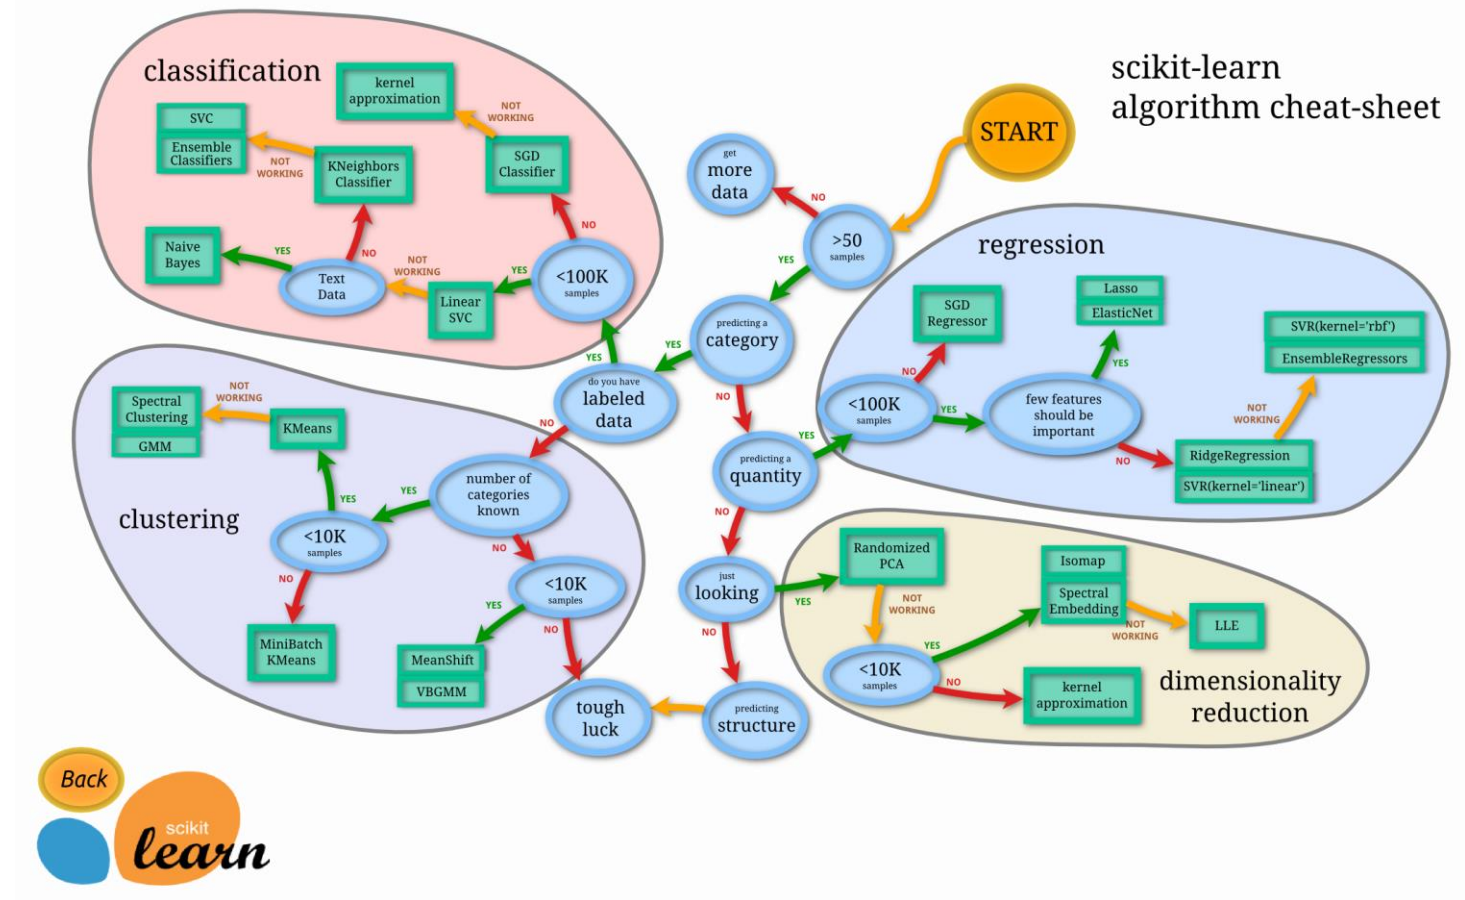 scikit-learn
algorithm cheat-sheet
START
get
more
data
NO
>50
samples
YES
predicting a
category
YES
NO
do you have
labeled
data
YES
NO
predicting a
quantity
YES
NO
just
looking
YES
NO
predicting
structure
tough
luck
classification
kernel
approximation
NOT
WORKING
SGD
Classifier
NO
<100K
samples
YES
Linear
SVC
NOT
WORKING
Text
Data
YES
Naive
Bayes
NO
KNeighbors
Classifier
NOT
WORKING
SVC
Ensemble
Classifiers
regression
SGD
Regressor
NO
<100K
samples
YES
few features
should be
important
YES
Lasso
ElasticNet
NO
RidgeRegression
SVR(kernel='linear')
NOT
WORKING
SVR(kernel='rbf')
EnsembleRegressors
clustering
Spectral
Clustering
GMM
NOT
WORKING
KMeans
YES
<10K
samples
NO
MiniBatch
KMeans
YES
number of
categories
known
NO
<10K
samples
YES
NO
MeanShift
VBGMM
dimensionality
reduction
Randomized
PCA
NOT
WORKING
<10K
samples
YES
Isomap
Spectral
Embedding
NOT
WORKING
LLE
NO
kernel
approximation
Back
scikit
learn